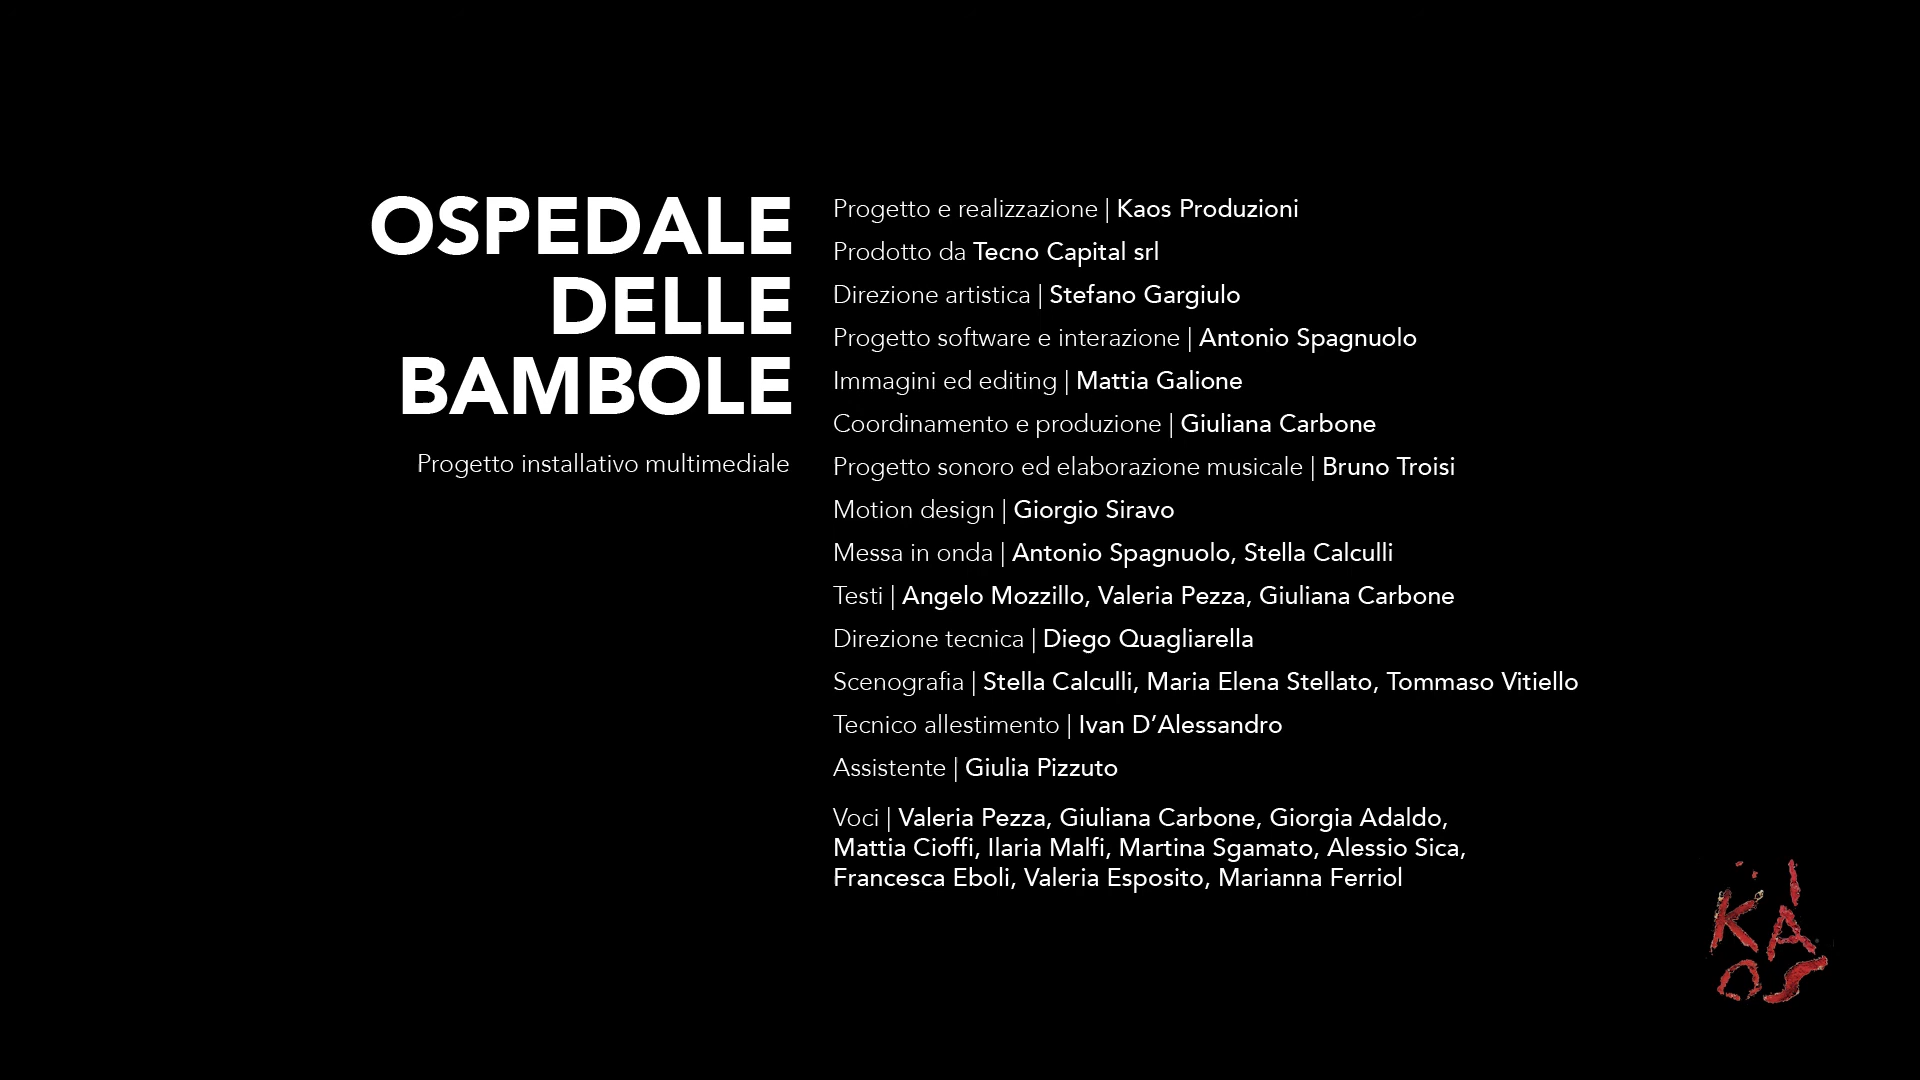 OSPEDALE
DELLE
BAMBOLE
Progetto installativo multimediale
Progetto e realizzazione | Kaos Produzioni
Prodotto da Tecno Capital srl
Direzione artistica | Stefano Gargiulo
Progetto software e interazione | Antonio Spagnuolo
Immagini ed editing | Mattia Galione
Coordinamento e produzione | Giuliana Carbone
Progetto sonoro ed elaborazione musicale | Bruno Troisi
Motion design | Giorgio Siravo
Messa in onda | Antonio Spagnuolo, Stella Calculli
Testi | Angelo Mozzillo, Valeria Pezza, Giuliana Carbone
Direzione tecnica | Diego Quagliarella
Scenografia | Stella Calculli, Maria Elena Stellato, Tommaso Vitiello
Tecnico allestimento | Ivan D’Alessandro
Assistente | Giulia Pizzuto
Voci | Valeria Pezza, Giuliana Carbone, Giorgia Adaldo,
Mattia Cioffi, Ilaria Malfi, Martina Sgamato, Alessio Sica,
Francesca Eboli, Valeria Esposito, Marianna Ferriol
KA
OS